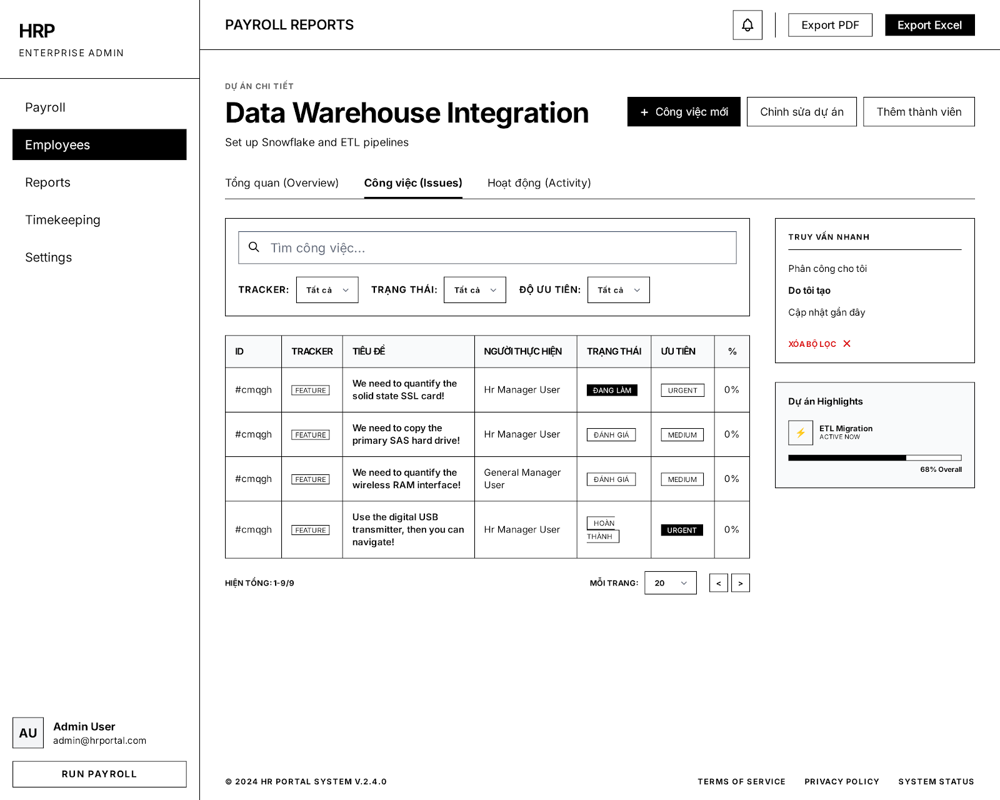 HRP
ENTERPRISE ADMIN
Payroll
Employees
Reports
Timekeeping
Settings
AU
Admin User
admin@hrportal.com
RUN PAYROLL
PAYROLL REPORTS
Export PDF
Export Excel
DỰ ÁN CHI TIẾT
Data Warehouse Integration
Set up Snowflake and ETL pipelines
+ Công việc mới
Chỉnh sửa dự án
Thêm thành viên
Tổng quan (Overview)
Công việc (Issues)
Hoạt động (Activity)
Tìm công việc...
TRACKER: Tất cả
TRẠNG THÁI: Tất cả
ĐỘ ƯU TIÊN: Tất cả
ID TRACKER TIÊU ĐỀ NGƯỜI THỰC HIỆN TRẠNG THÁI ƯU TIÊN %
#cmqgh FEATURE We need to quantify the
solid state SSL card!
Hr Manager User ĐANG LÀM URGENT 0%
#cmqgh FEATURE We need to copy the
primary SAS hard drive!
Hr Manager User ĐÁNH GIÁ MEDIUM 0%
#cmqgh FEATURE We need to quantify the
wireless RAM interface!
General Manager
User
ĐÁNH GIÁ MEDIUM 0%
#cmqgh FEATURE Use the digital USB
transmitter, then you can
navigate!
Hr Manager User
HOÀN
THÀNH
URGENT 0%
HIỆN TỔNG: 1-9/9
MỖI TRANG: 20 < >
TRUY VẤN NHANH
Phân công cho tôi
Do tôi tạo
Cập nhật gần đây
XÓA BỘ LỌC
Dự án Highlights
ETL Migration
ACTIVE NOW
68% Overall
© 2024 HR PORTAL SYSTEM V.2.4.0
TERMS OF SERVICE
PRIVACY POLICY
SYSTEM STATUS